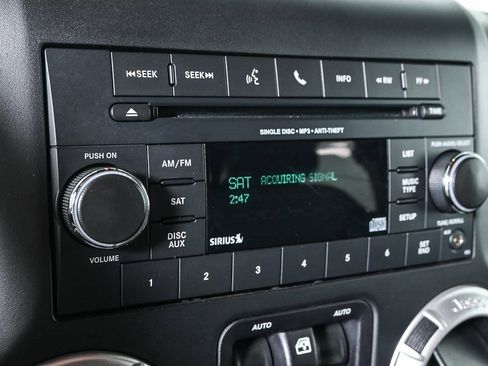 SEEK
SEEK
INFO
RW
FF
TIME
SINGLE DISC • MP3 • ANTI-THEFT
PUSH ON
VOLUME
AM/FM
SAT
DISC AUX
SAT ACQUIRING SIGNAL
2:47
SIRIUS
LIST
MUSIC TYPE
SETUP
PUSH AUDIO/SELECT
TUNE/SCROLL
AUX
1 2 3 4 5 6
SET RND
AUTO AUTO
Jeep